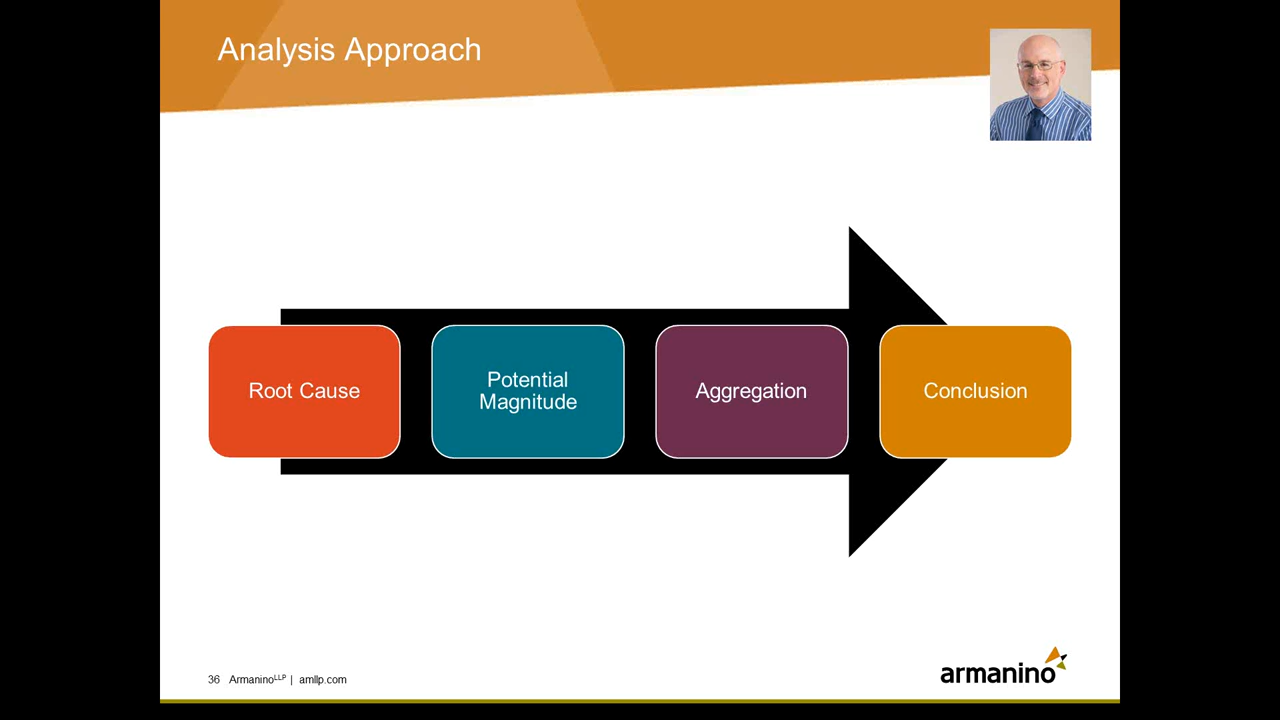 Analysis Approach
Root Cause
Potential
Magnitude
Aggregation
Conclusion
36 ArmaninoLLP | amllp.com
armanino